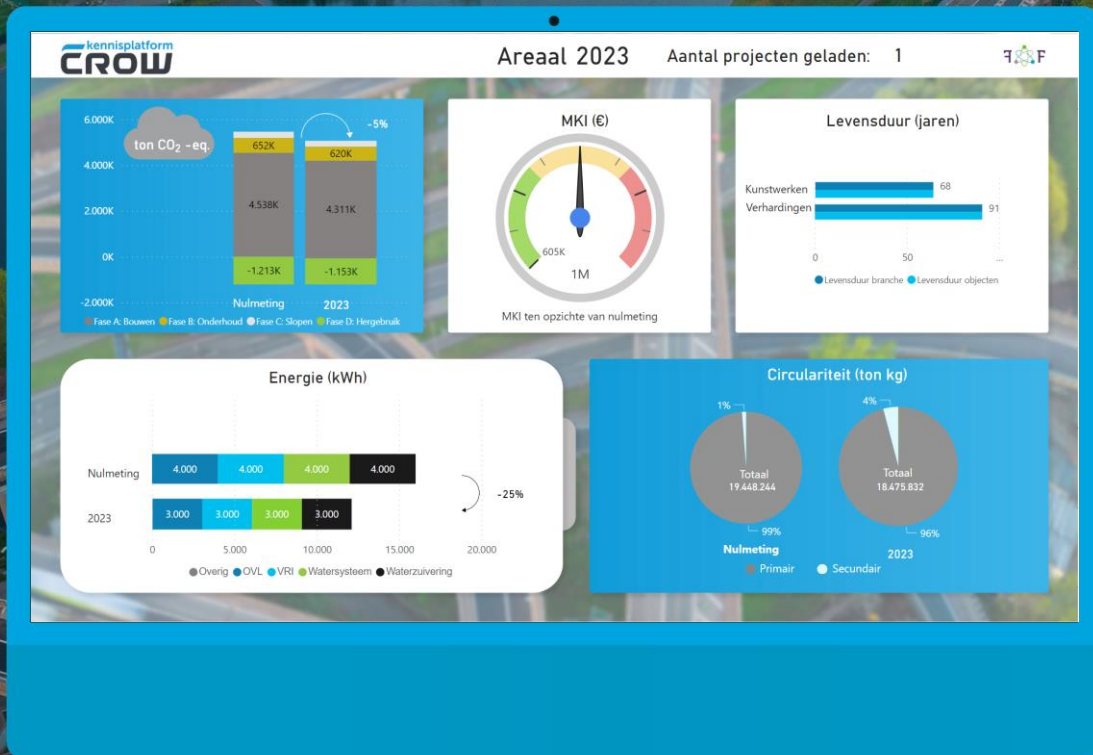 kennisplatform
CROW
Areaal 2023
Aantal projecten geladen: 1
6.000K
4.000K
2.000K
0K
-2.000K
ton CO2 -eq.
-5%
652K
620K
4.538K
4.311K
-1.213K
-1.153K
Nulmeting
2023
Fase A: Bouwen Fase B: Onderhoud Fase C: Slopen Fase D: Hergebruik
MKI (€)
605K
1M
MKI ten opzichte van nulmeting
Levensduur (jaren)
Kunstwerken
68
Verhardingen
91
0 50 ...
Levensduur branche Levensduur objecten
Energie (kWh)
Nulmeting
4.000 4.000 4.000 4.000
2023
3.000 3.000 3.000 3.000
-25%
0 5.000 10.000 15.000 20.000
Overig OVL VRI Watersysteem Waterzuivering
Circulariteit (ton kg)
1%
4%
Totaal
19.448.244
Totaal
18.475.832
99%
96%
Nulmeting
2023
Primair Secundair